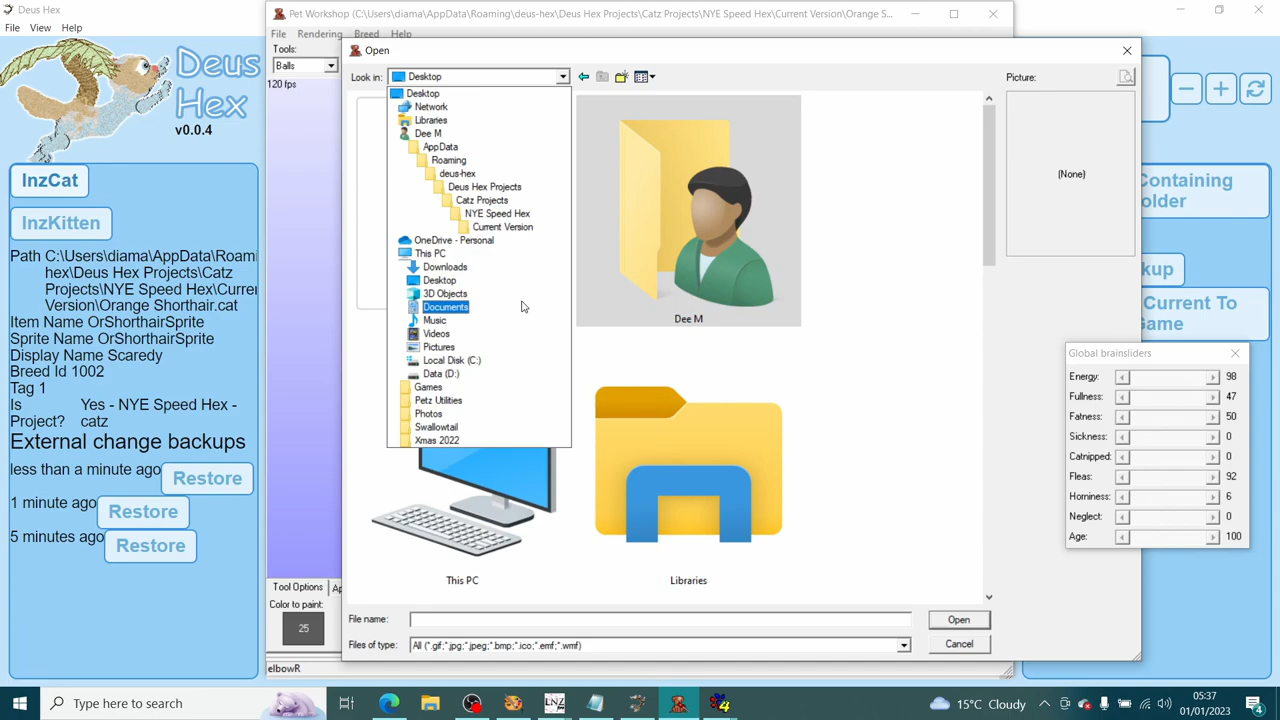 Deus Hex
File View Help
Deus
Hex
v0.0.4
InzCat
InzKitten
Path C:\Users\diama\AppData\Roami
hex\Deus Hex Projects\Catz
Projects\NYE Speed Hex\Currer
Version\Orange Shorthair.cat
Item Name OrShorthairSprite
Sprite Name OrShorthairSprite
Display Name Scaredy
Breed Id 1002
Tag 1
Is Yes - NYE Speed Hex -
Project? catz
External change backups
less than a minute ago Restore
1 minute ago Restore
5 minutes ago Restore
Pet Workshop (C:\Users\diama\AppData\Roaming\deus-hex\Deus Hex Projects\Catz Projects\NYE Speed Hex\Current Version\Orange S...
File Rendering Breed Help
Tools:
Balls
120 fps
Tool Options Ap
Color to paint:
25
elbowR
Open
Look in: Desktop
Desktop
Network
Libraries
Dee M
AppData
Roaming
deus-hex
Deus Hex Projects
Catz Projects
NYE Speed Hex
Current Version
OneDrive - Personal
This PC
Downloads
Desktop
3D Objects
Documents
Music
Videos
Pictures
Local Disk (C:)
Data (D:)
Games
Petz Utilities
Photos
Swallowtail
Xmas 2022
Dee M
This PC
Libraries
Picture:
(None)
File name:
Open
Files of type: All (*.gif;*.jpg;*.jpeg;*.bmp;*.ico;*.emf;*.wmf)
Cancel
Containing
older
kup
Current To
Game
Global brainsliders
Energy: 98
Fullness: 47
Fatness: 50
Sickness: 0
Catnipped: 0
Fleas: 92
Horniness: 6
Neglect: 0
Age: 100
Type here to search
LNZ
4
15°C Cloudy
05:37
01/01/2023
4